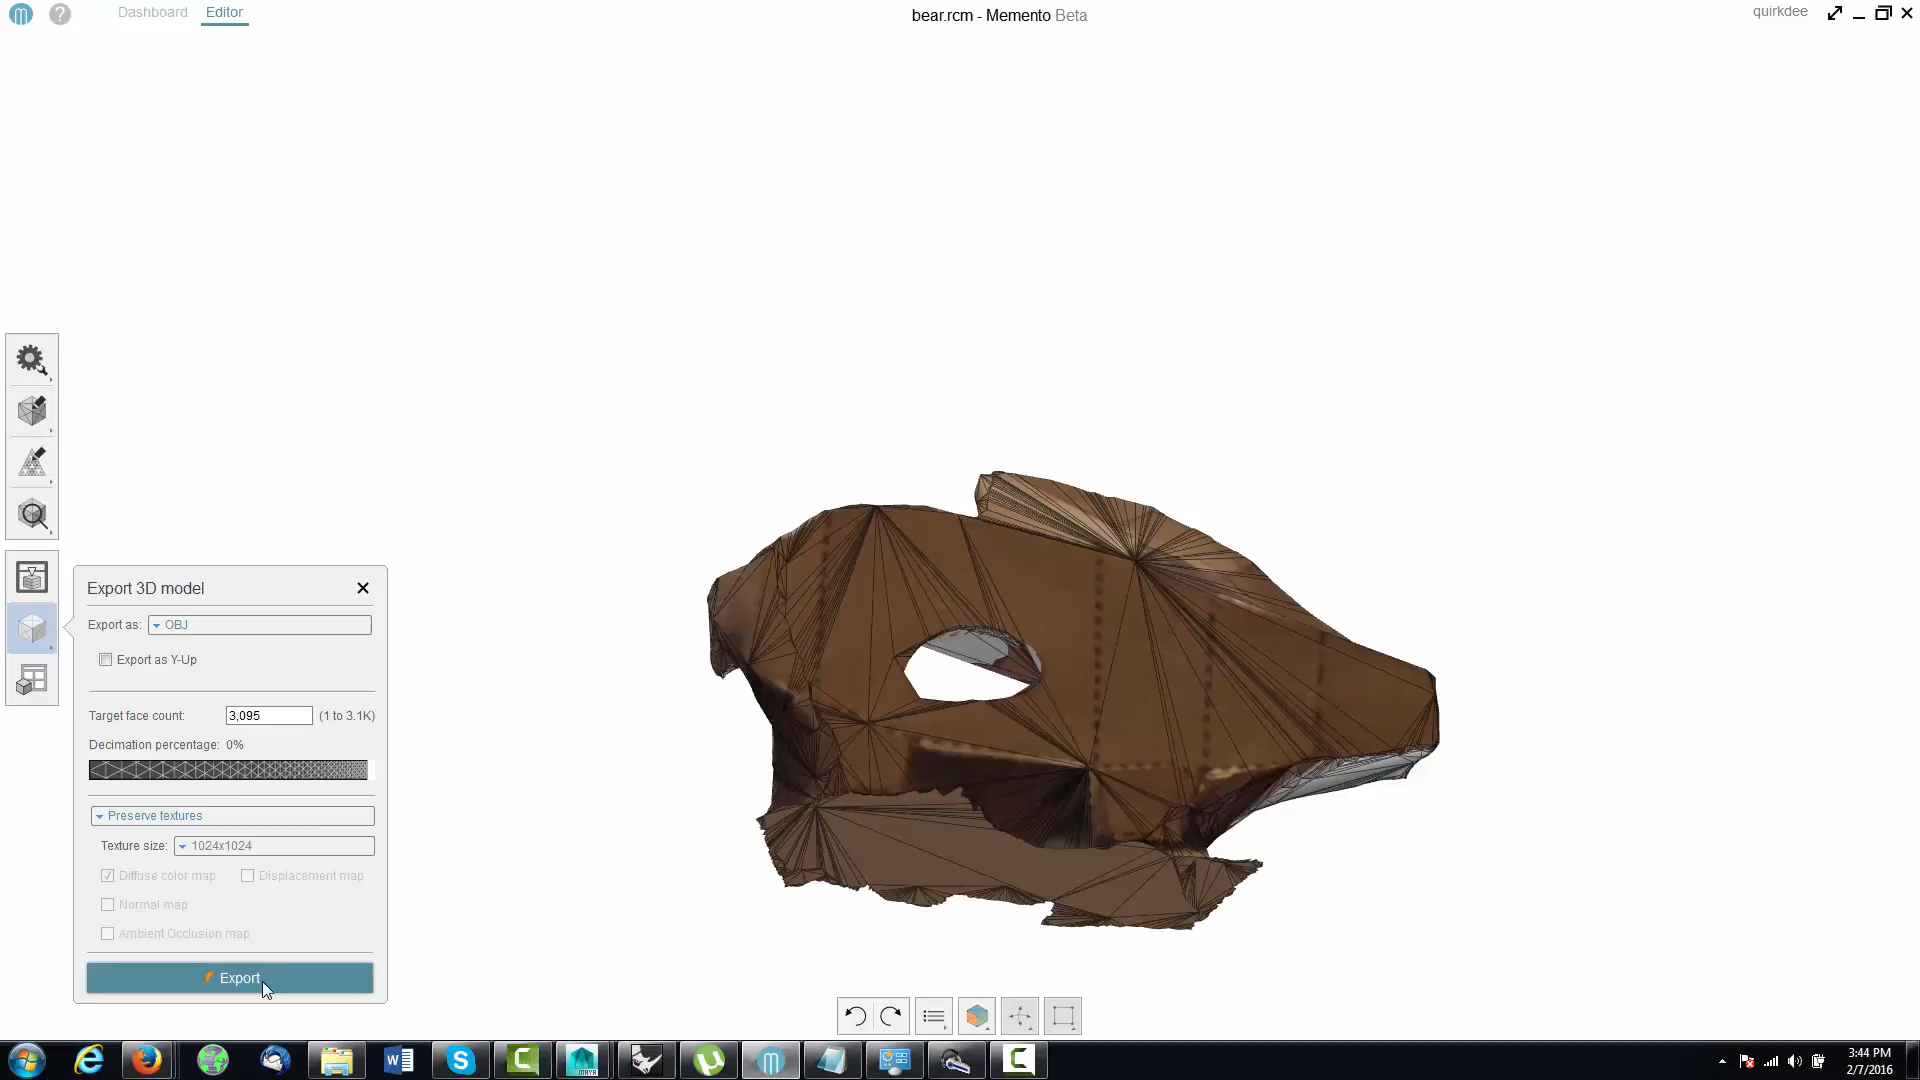 Dashboard
Editor
bear.rcm - Memento Beta
quirkdee
Export 3D model
Export as: OBJ
Export as Y-Up
Target face count: 3,095 (1 to 3.1K)
Decimation percentage: 0%
Preserve textures
Texture size: 1024x1024
Diffuse color map
Displacement map
Normal map
Ambient Occlusion map
Export
3:44 PM
2/7/2016